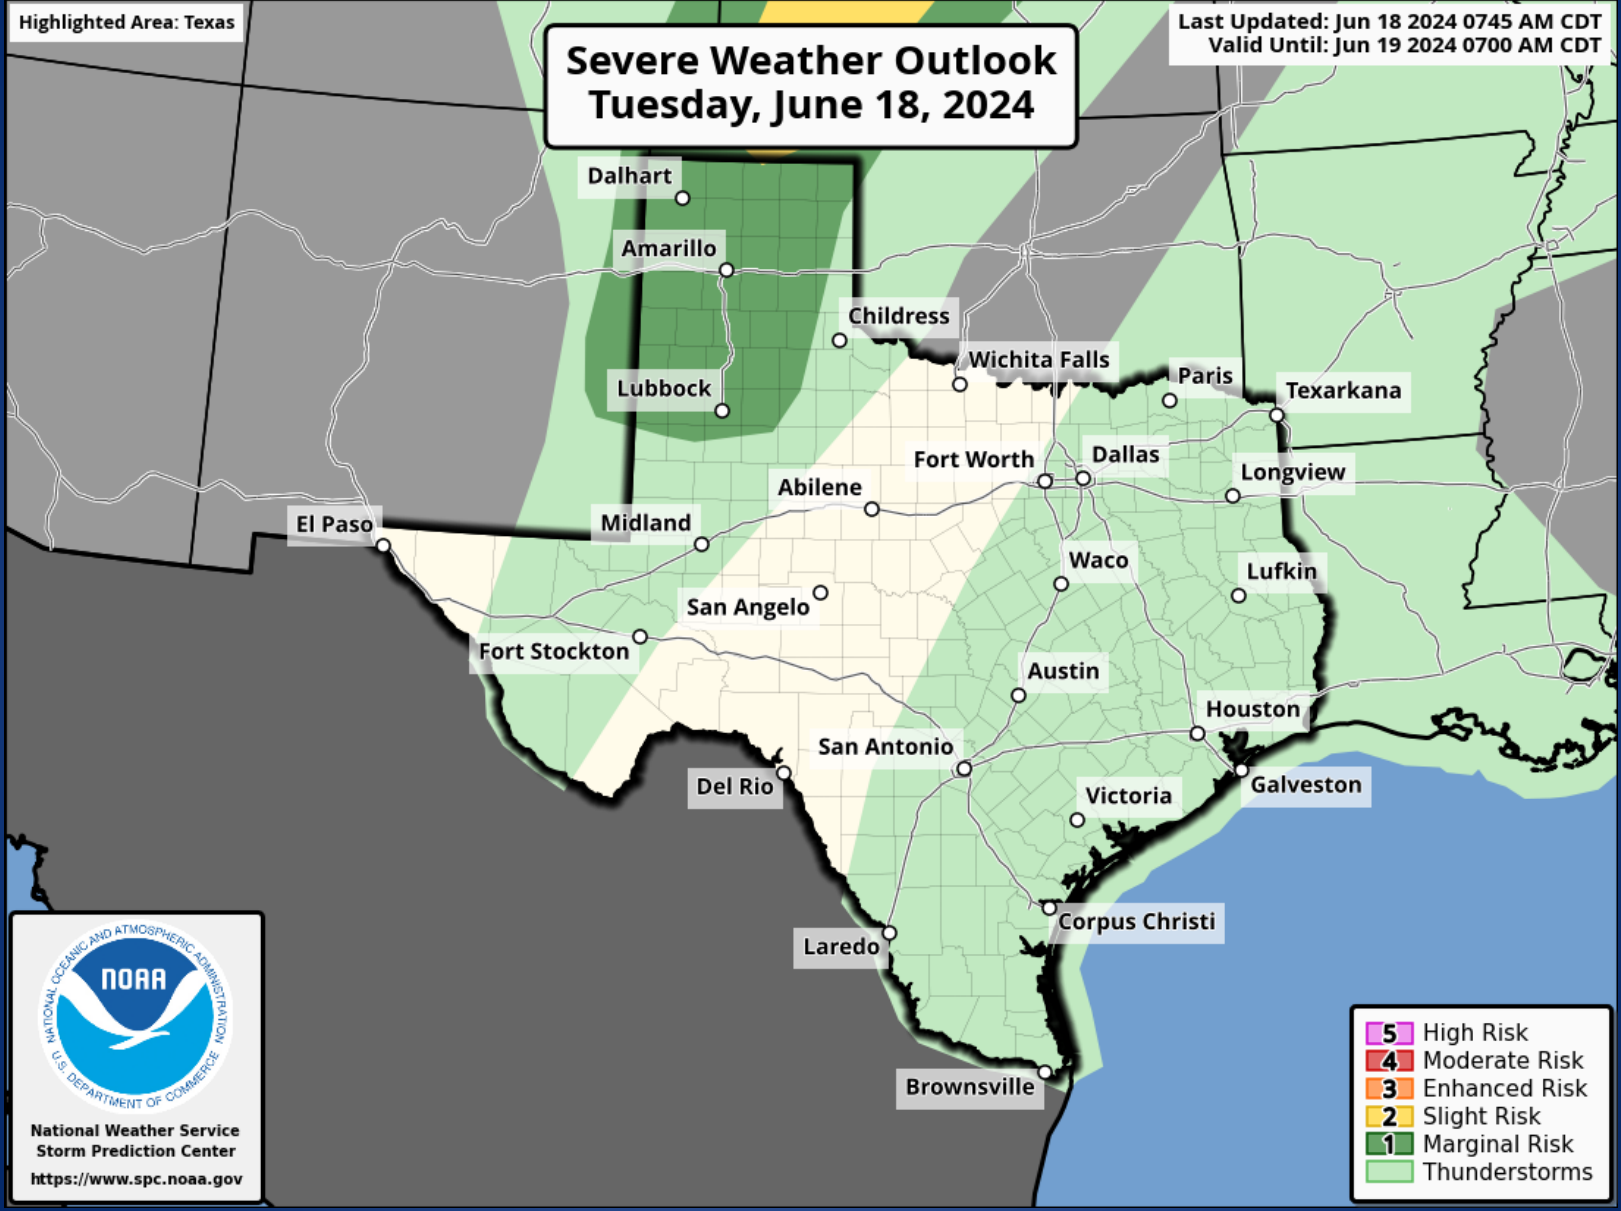 Highlighted Area: Texas
Severe Weather Outlook
Tuesday, June 18, 2024
Last Updated: Jun 18 2024 0745 AM CDT
Valid Until: Jun 19 2024 0700 AM CDT
Dalhart
Amarillo
Childress
Wichita Falls
Paris
Texarkana
Lubbock
Fort Worth
Dallas
Longview
Abilene
El Paso
Midland
Waco
Lufkin
San Angelo
Fort Stockton
Austin
Houston
San Antonio
Del Rio
Galveston
Victoria
Corpus Christi
Laredo
Brownsville
NATIONAL OCEANIC AND ATMOSPHERIC ADMINISTRATION
NOAA
U.S. DEPARTMENT OF COMMERCE
National Weather Service
Storm Prediction Center
https://www.spc.noaa.gov
5 High Risk
4 Moderate Risk
3 Enhanced Risk
2 Slight Risk
1 Marginal Risk
Thunderstorms